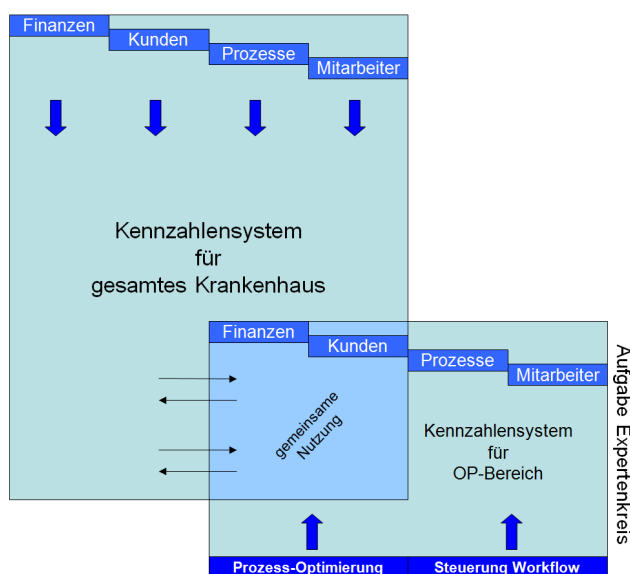 Finanzen
Kunden
Prozesse
Mitarbeiter
Kennzahlensystem
für
gesamtes Krankenhaus
Finanzen
Kunden
Prozesse
Mitarbeiter
gemeinsame
Nutzung
Kennzahlensystem
für
OP-Bereich
Aufgabe Expertenkreis
Prozess-Optimierung
Steuerung Workflow